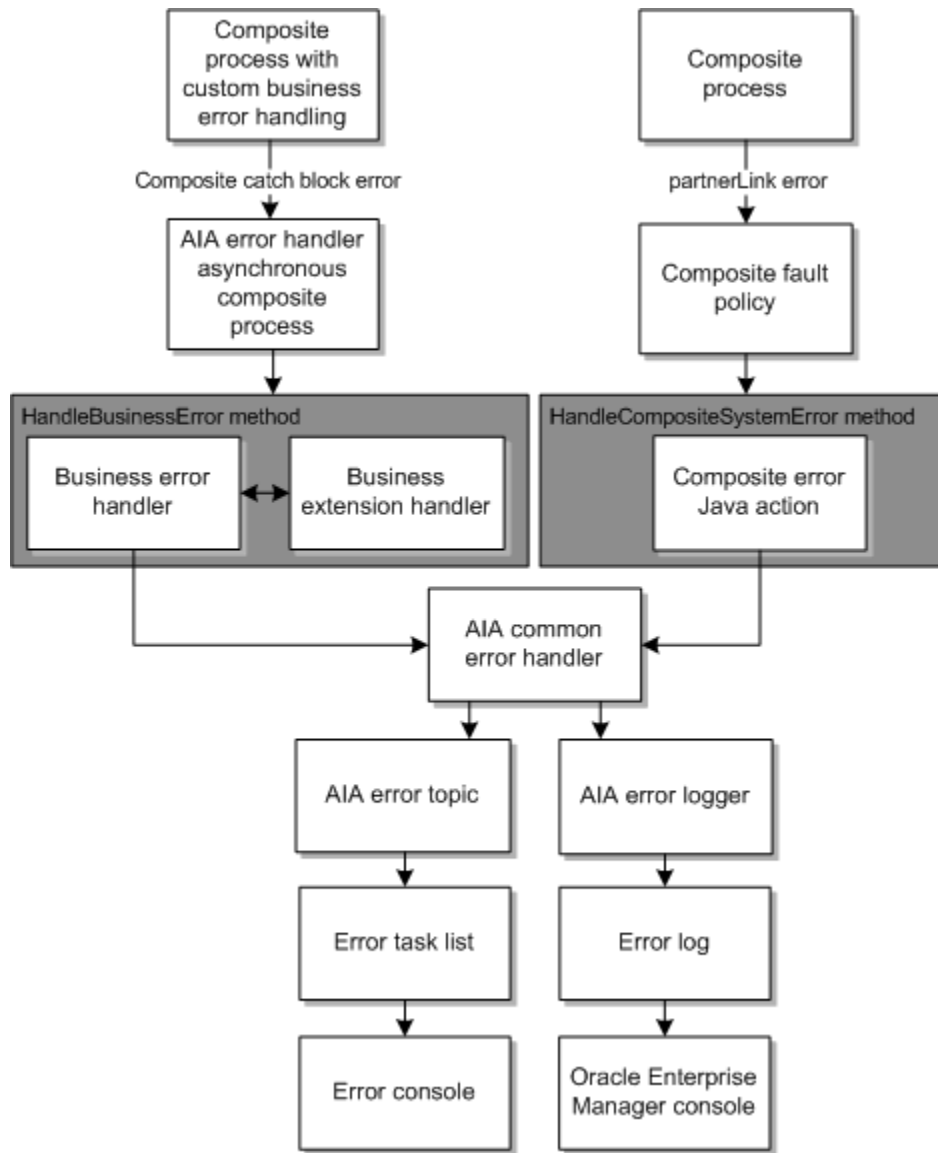 Composite
process with
custom business
error handling
Composite
process
Composite catch block error
partnerLink error
AIA error handler
asynchronous
composite
process
Composite fault
policy
HandleBusinessError method
Business error
handler
Business
extension handler
HandleCompositeSystemError method
Composite error
Java action
AIA common
error handler
AIA error topic
AIA error logger
Error task list
Error log
Error console
Oracle Enterprise
Manager console